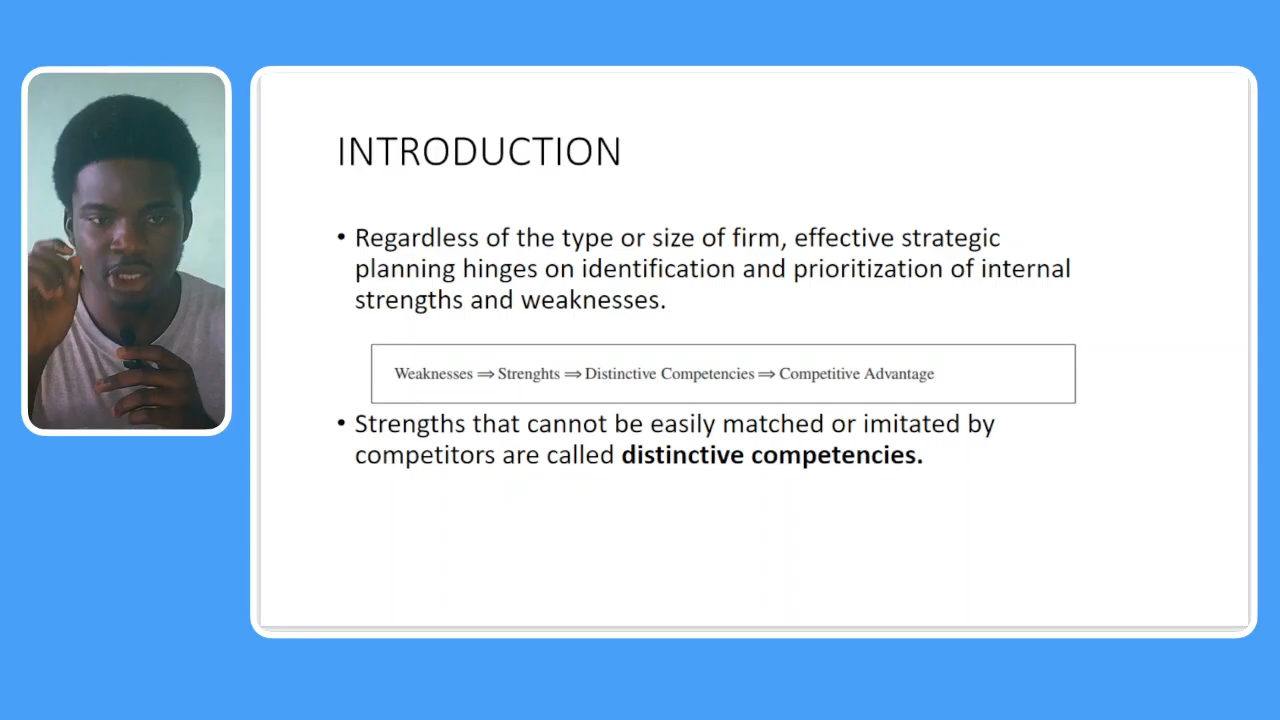 INTRODUCTION
• Regardless of the type or size of firm, effective strategic
planning hinges on identification and prioritization of internal
strengths and weaknesses.
Weaknesses ⟹ Strenghts ⟹ Distinctive Competencies ⟹ Competitive Advantage
• Strengths that cannot be easily matched or imitated by
competitors are called distinctive competencies.